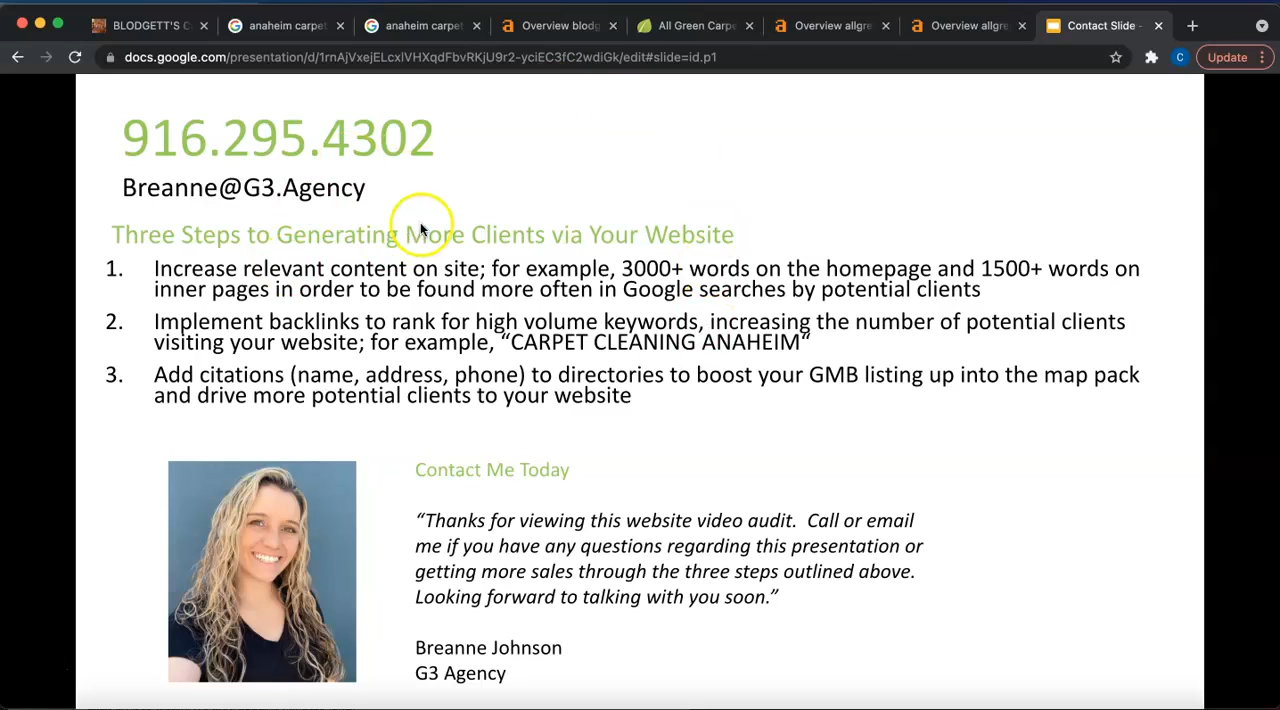 BLODGETT'S C
anaheim carpet
anaheim carpet
Overview blodg
All Green Carpe
Overview allgre
Overview allgre
Contact Slide -
docs.google.com/presentation/d/1rnAjVxejELcxIVHXqdFbvRKjU9r2-yciEC3fC2wdiGk/edit#slide=id.p1
C
Update
916.295.4302
Breanne@G3.Agency
Three Steps to Generating More Clients via Your Website
1. Increase relevant content on site; for example, 3000+ words on the homepage and 1500+ words on
inner pages in order to be found more often in Google searches by potential clients
2. Implement backlinks to rank for high volume keywords, increasing the number of potential clients
visiting your website; for example, “CARPET CLEANING ANAHEIM“
3. Add citations (name, address, phone) to directories to boost your GMB listing up into the map pack
and drive more potential clients to your website
Contact Me Today
“Thanks for viewing this website video audit. Call or email
me if you have any questions regarding this presentation or
getting more sales through the three steps outlined above.
Looking forward to talking with you soon.”
Breanne Johnson
G3 Agency